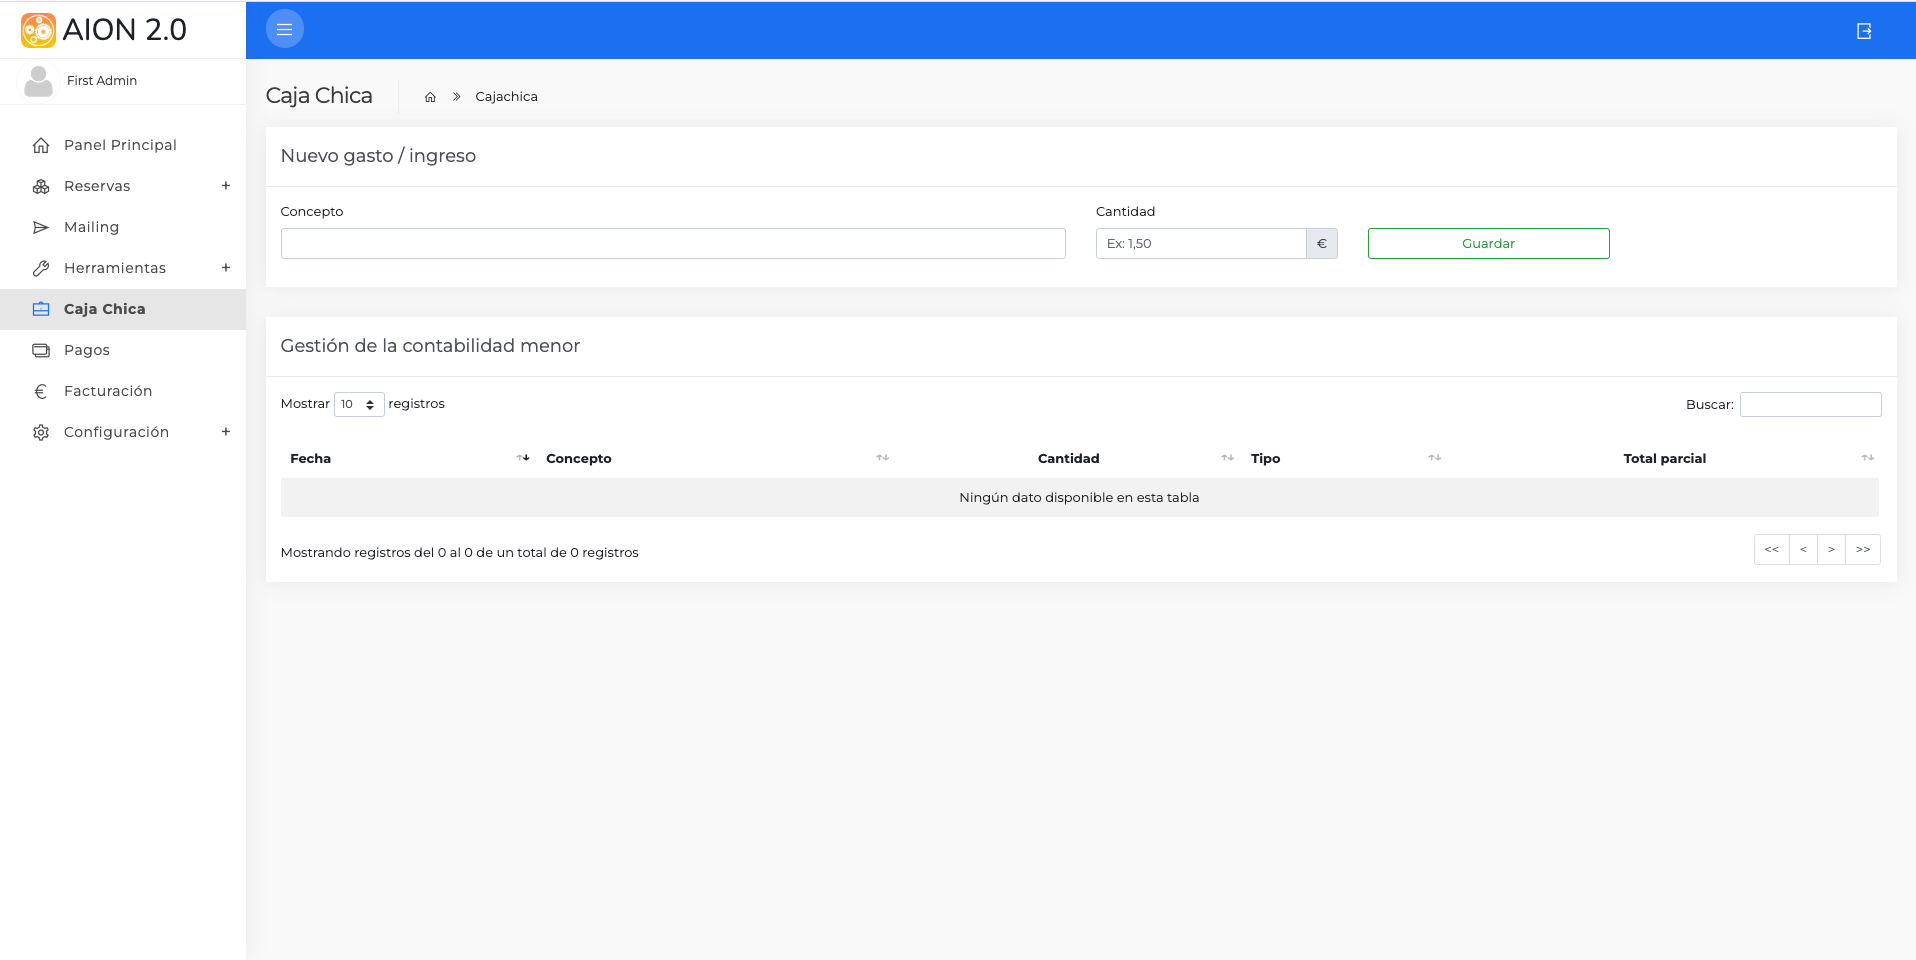 AION 2.0
First Admin
Panel Principal
Reservas +
Mailing
Herramientas +
Caja Chica
Pagos
€ Facturación
Configuración +
Caja Chica
» Cajachica
Nuevo gasto / ingreso
Concepto Cantidad
Ex: 1,50 € Guardar
Gestión de la contabilidad menor
Mostrar 10 registros Buscar:
Fecha Concepto Cantidad Tipo Total parcial
Ningún dato disponible en esta tabla
Mostrando registros del 0 al 0 de un total de 0 registros << < > >>